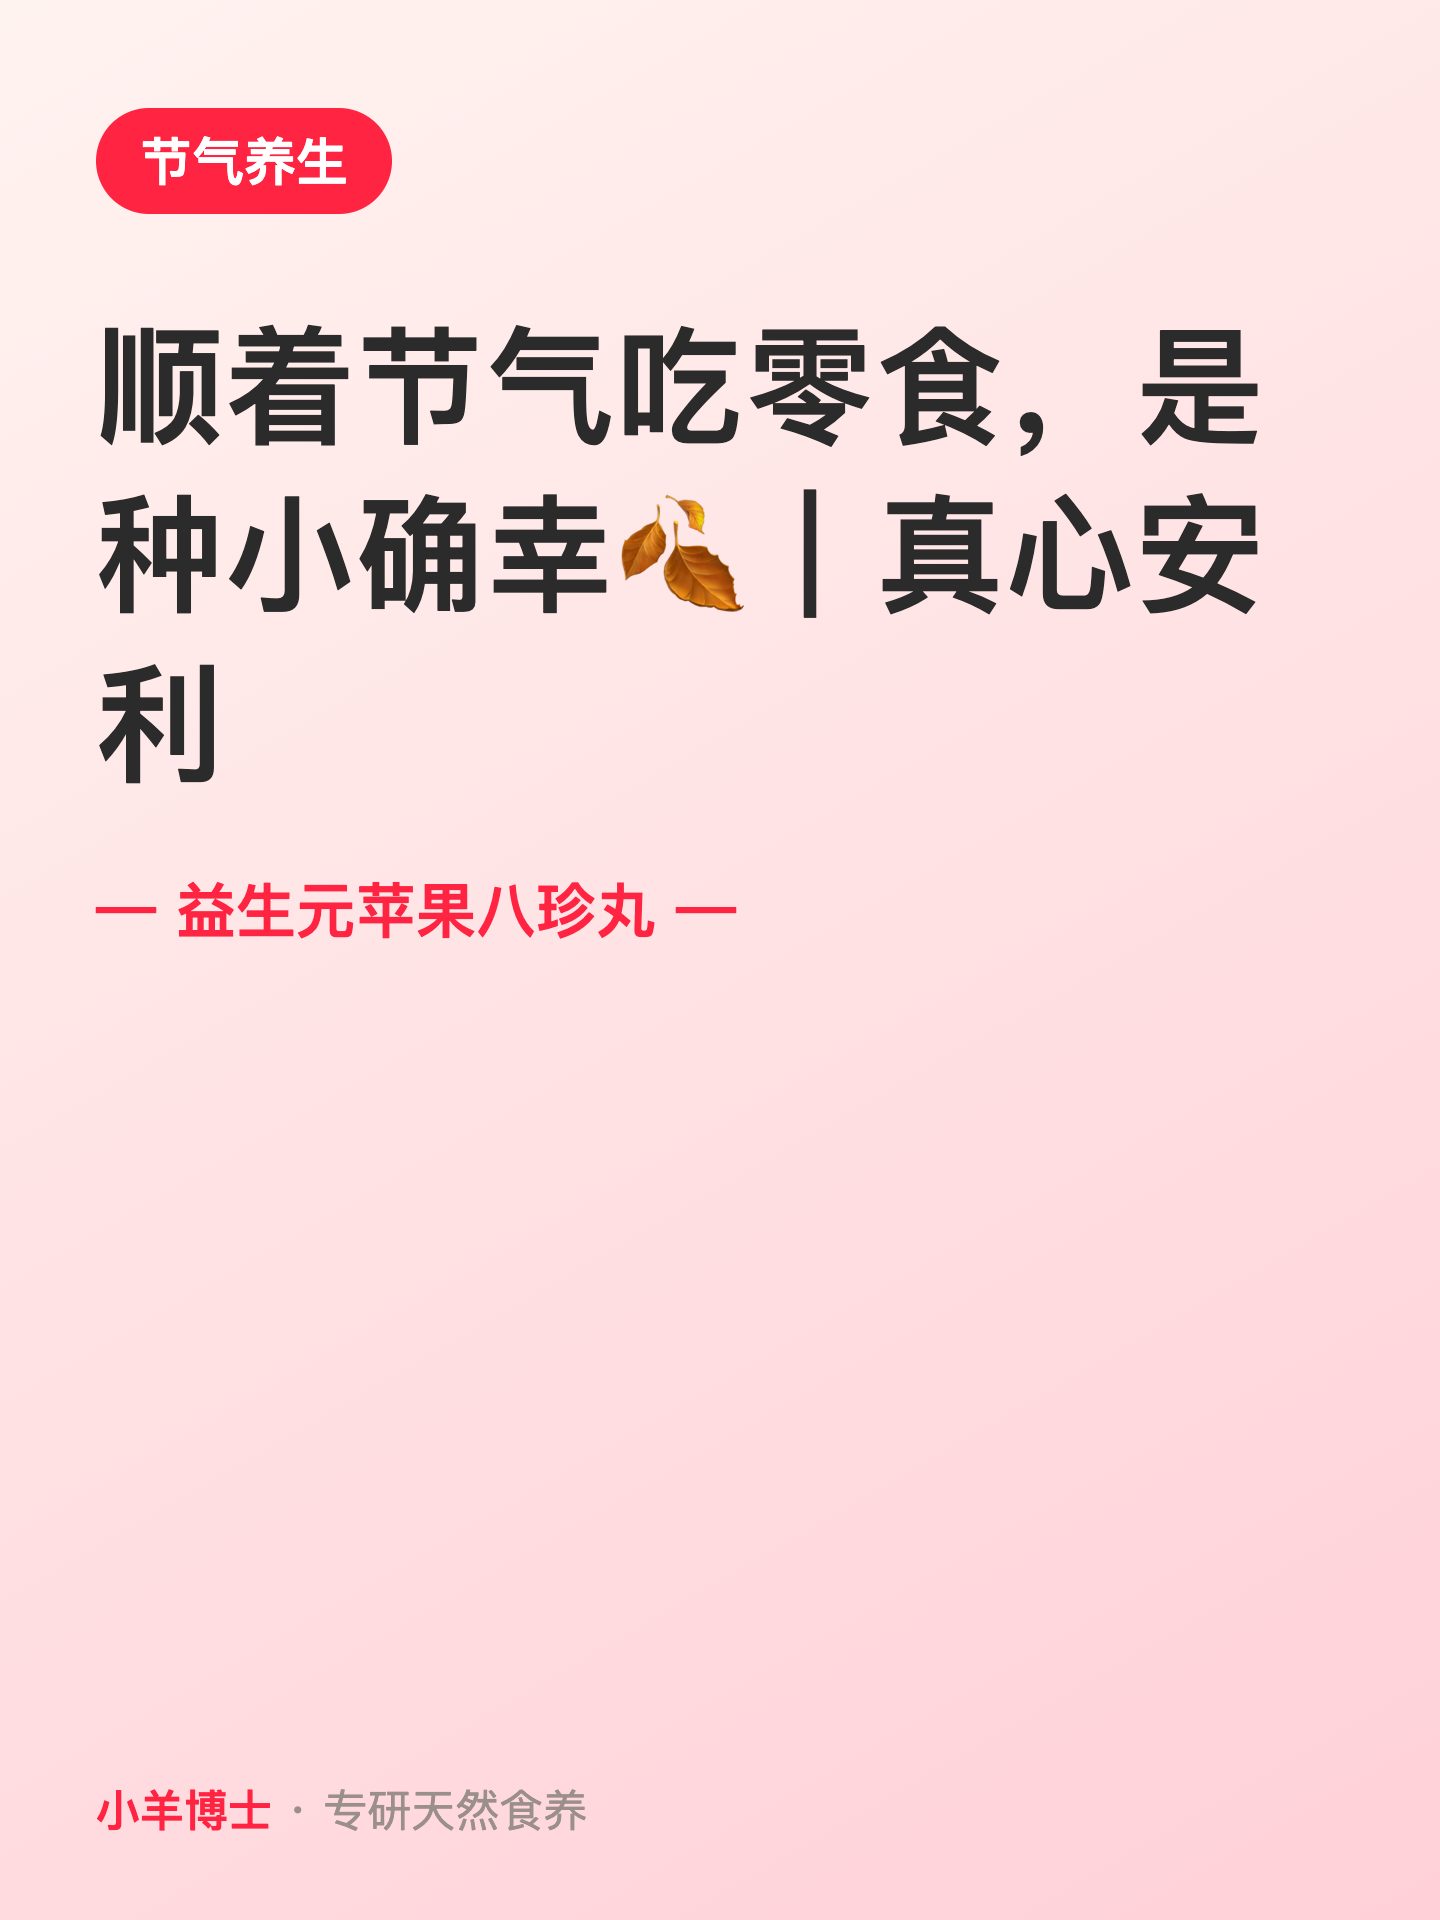 节气养生
顺着节气吃零食，是
种小确幸🍂｜真心安
利
— 益生元苹果八珍丸 —
小羊博士 · 专研天然食养